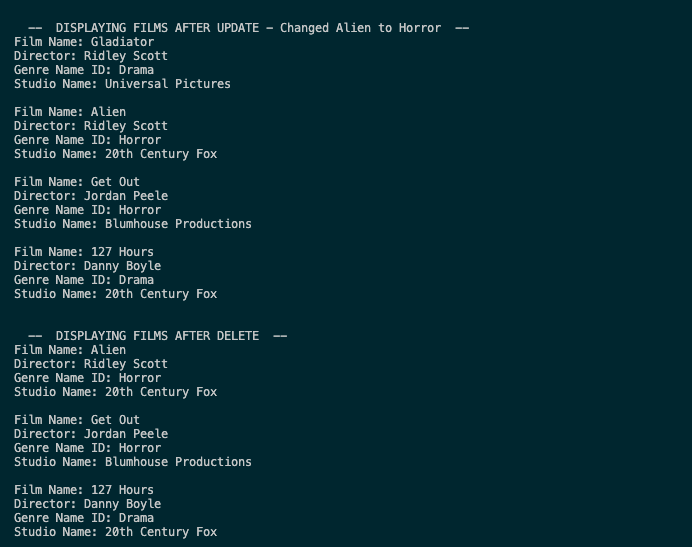 -- DISPLAYING FILMS AFTER UPDATE - Changed Alien to Horror --
Film Name: Gladiator
Director: Ridley Scott
Genre Name ID: Drama
Studio Name: Universal Pictures
Film Name: Alien
Director: Ridley Scott
Genre Name ID: Horror
Studio Name: 20th Century Fox
Film Name: Get Out
Director: Jordan Peele
Genre Name ID: Horror
Studio Name: Blumhouse Productions
Film Name: 127 Hours
Director: Danny Boyle
Genre Name ID: Drama
Studio Name: 20th Century Fox
-- DISPLAYING FILMS AFTER DELETE --
Film Name: Alien
Director: Ridley Scott
Genre Name ID: Horror
Studio Name: 20th Century Fox
Film Name: Get Out
Director: Jordan Peele
Genre Name ID: Horror
Studio Name: Blumhouse Productions
Film Name: 127 Hours
Director: Danny Boyle
Genre Name ID: Drama
Studio Name: 20th Century Fox